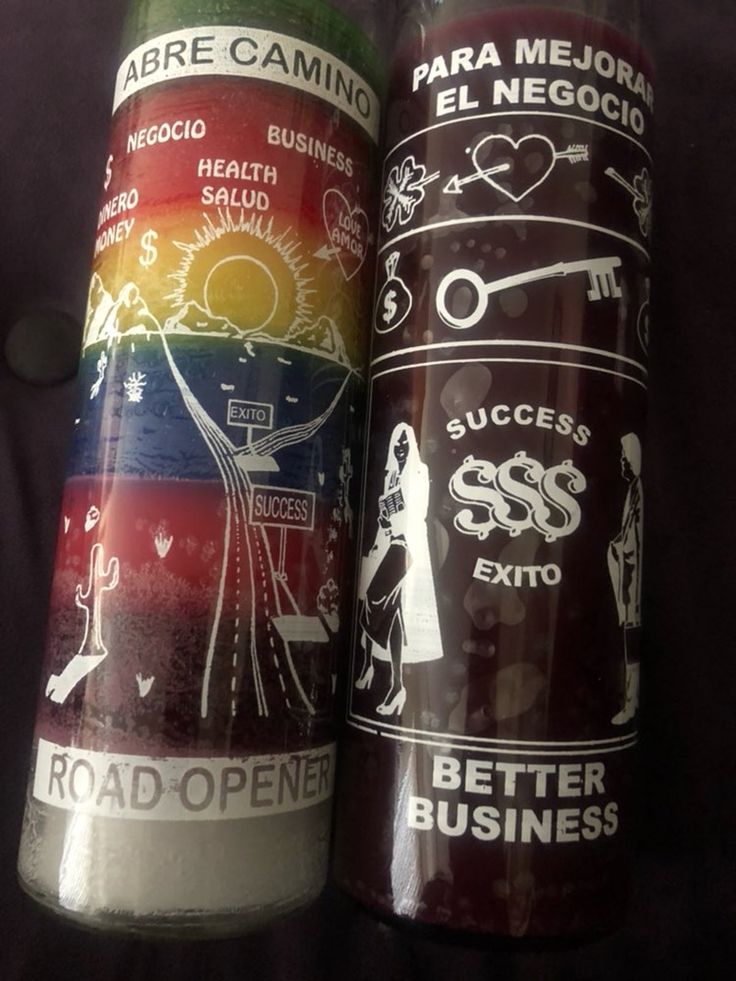 ABRE CAMINO
NEGOCIO
BUSINESS
$
HEALTH
SALUD
DINERO
MONEY
$
LOVE
AMOR
EXITO
SUCCESS
ROAD OPENER
PARA MEJORAR
EL NEGOCIO
$
SUCCESS
$$$
EXITO
BETTER
BUSINESS